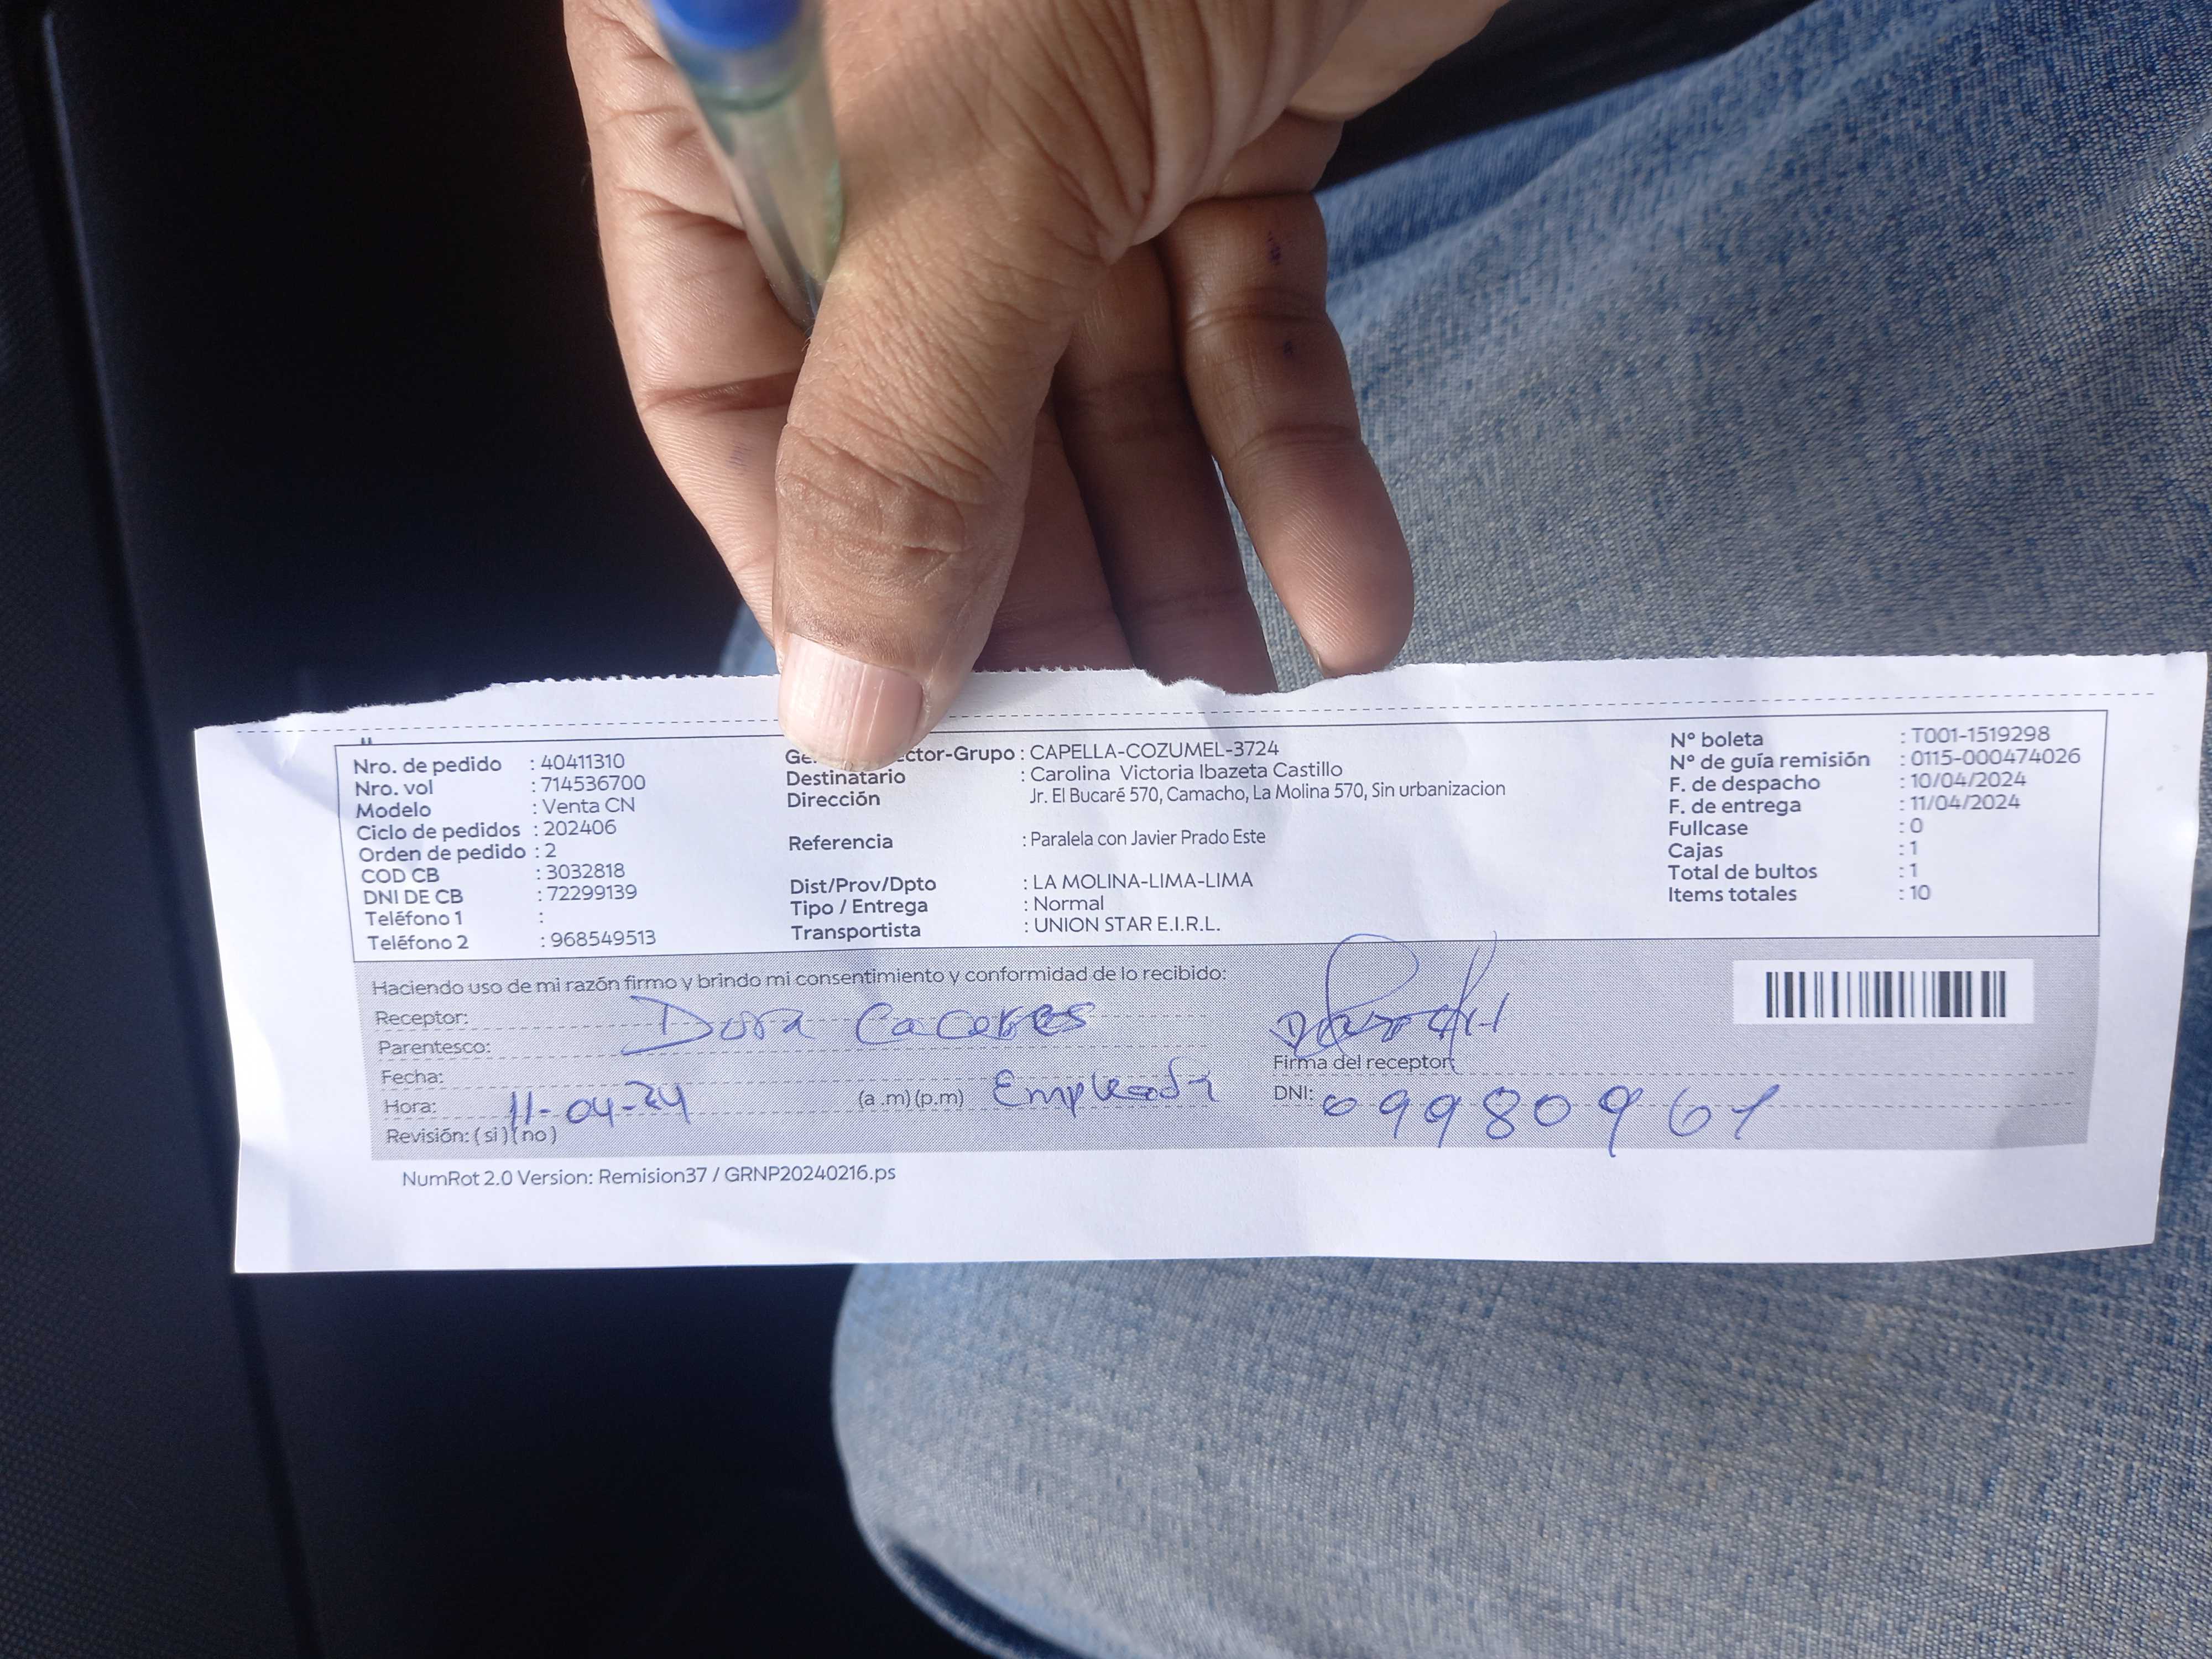 Nro. de pedido : 40411310
Nro. vol : 714536700
Modelo : Venta CN
Ciclo de pedidos : 202406
Orden de pedido : 2
COD CB : 3032818
DNI DE CB : 72299139
Teléfono 1 :
Teléfono 2 : 968549513
ctor-Grupo : CAPELLA-COZUMEL-3724
Destinatario : Carolina Victoria Ibazeta Castillo
Dirección Jr. El Bucaré 570, Camacho, La Molina 570, Sin urbanizacion
Referencia : Paralela con Javier Prado Este
Dist/Prov/Dpto : LA MOLINA-LIMA-LIMA
Tipo / Entrega : Normal
Transportista : UNION STAR E.I.R.L.
N° boleta : T001-1519298
N° de guía remisión : 0115-000474026
F. de despacho : 10/04/2024
F. de entrega : 11/04/2024
Fullcase : 0
Cajas : 1
Total de bultos : 1
Items totales : 10
Haciendo uso de mi razón firmo y brindo mi consentimiento y conformidad de lo recibido:
Receptor: Dora Caceres
Parentesco:
Fecha:
Hora: 11-04-24 (a .m) (p.m) Empleada
Revisión: ( si ) ( no )
Firma del receptor:
DNI: 09980961
NumRot 2.0 Version: Remision37 / GRNP20240216.ps